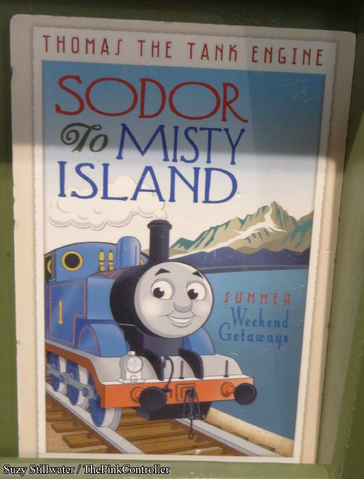 THOMAS THE TANK ENGINE
SODOR
To MISTY
ISLAND
SUMMER
Weekend
Getaways
1
Suzy Stillwater / ThePinkController